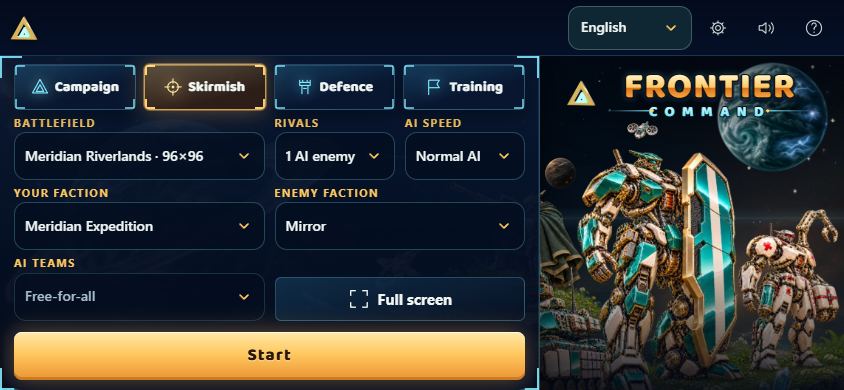 English
Campaign
Skirmish
Defence
Training
BATTLEFIELD
RIVALS
AI SPEED
Meridian Riverlands · 96×96
1 AI enemy
Normal AI
YOUR FACTION
ENEMY FACTION
Meridian Expedition
Mirror
AI TEAMS
Free-for-all
Full screen
Start
FRONTIER
COMMAND